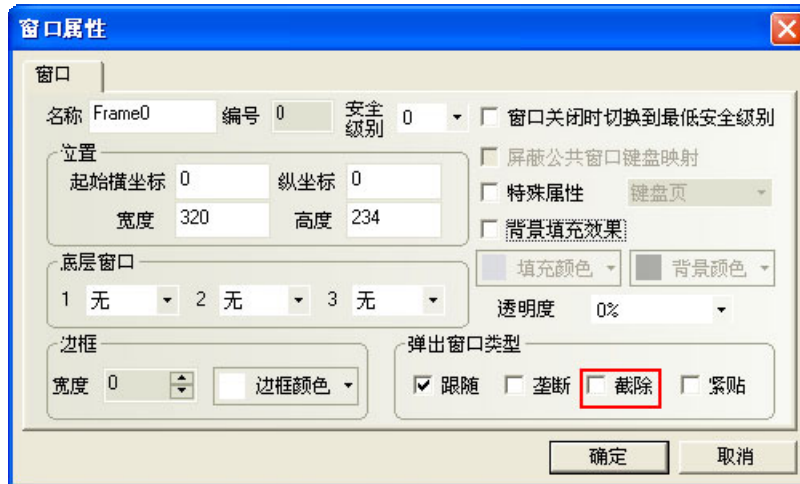 窗口属性
窗口
名称 Frame0 编号 0 安全级别 0 窗口关闭时切换到最低安全级别
位置
屏蔽公共窗口键盘映射
起始横坐标 0 纵坐标 0
特殊属性 键盘页
宽度 320 高度 234
背景填充效果
底层窗口
填充颜色 背景颜色
1 无 2 无 3 无
透明度 0%
边框
弹出窗口类型
宽度 0 边框颜色
跟随 垄断 截除 紧贴
确定 取消